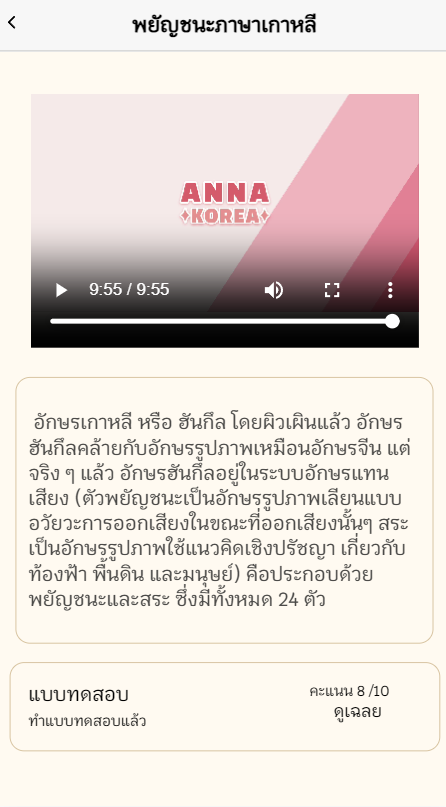 พยัญชนะภาษาเกาหลี
ANNA
KOREA
9:55 / 9:55
อักษรเกาหลี หรือ ฮันกึล โดยผิวเผินแล้ว อักษร
ฮันกึลคล้ายกับอักษรรูปภาพเหมือนอักษรจีน แต่
จริง ๆ แล้ว อักษรฮันกึลอยู่ในระบบอักษรแทน
เสียง (ตัวพยัญชนะเป็นอักษรรูปภาพเลียนแบบ
อวัยวะการออกเสียงในขณะที่ออกเสียงนั้นๆ สระ
เป็นอักษรรูปภาพใช้แนวคิดเชิงปรัชญา เกี่ยวกับ
ท้องฟ้า พื้นดิน และมนุษย์) คือประกอบด้วย
พยัญชนะและสระ ซึ่งมีทั้งหมด 24 ตัว
แบบทดสอบ
คะแนน 8 /10
ทำแบบทดสอบแล้ว
ดูเฉลย